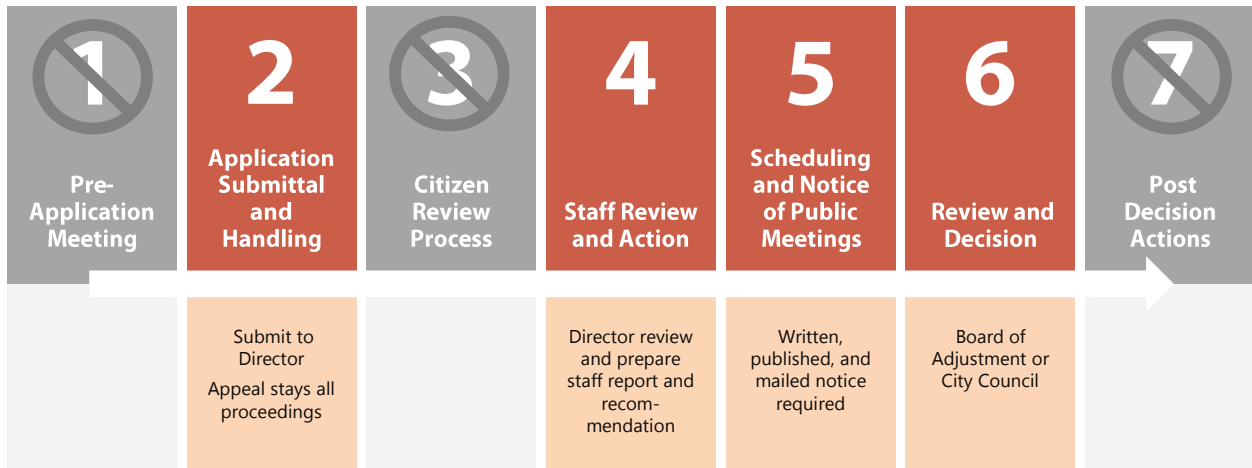 1
Pre-
Application
Meeting
2
Application
Submittal
and
Handling
Submit to
Director
Appeal stays all
proceedings
3
Citizen
Review
Process
4
Staff Review
and Action
Director review
and prepare
staff report and
recom-
mendation
5
Scheduling
and Notice
of Public
Meetings
Written,
published, and
mailed notice
required
6
Review and
Decision
Board of
Adjustment or
City Council
7
Post
Decision
Actions